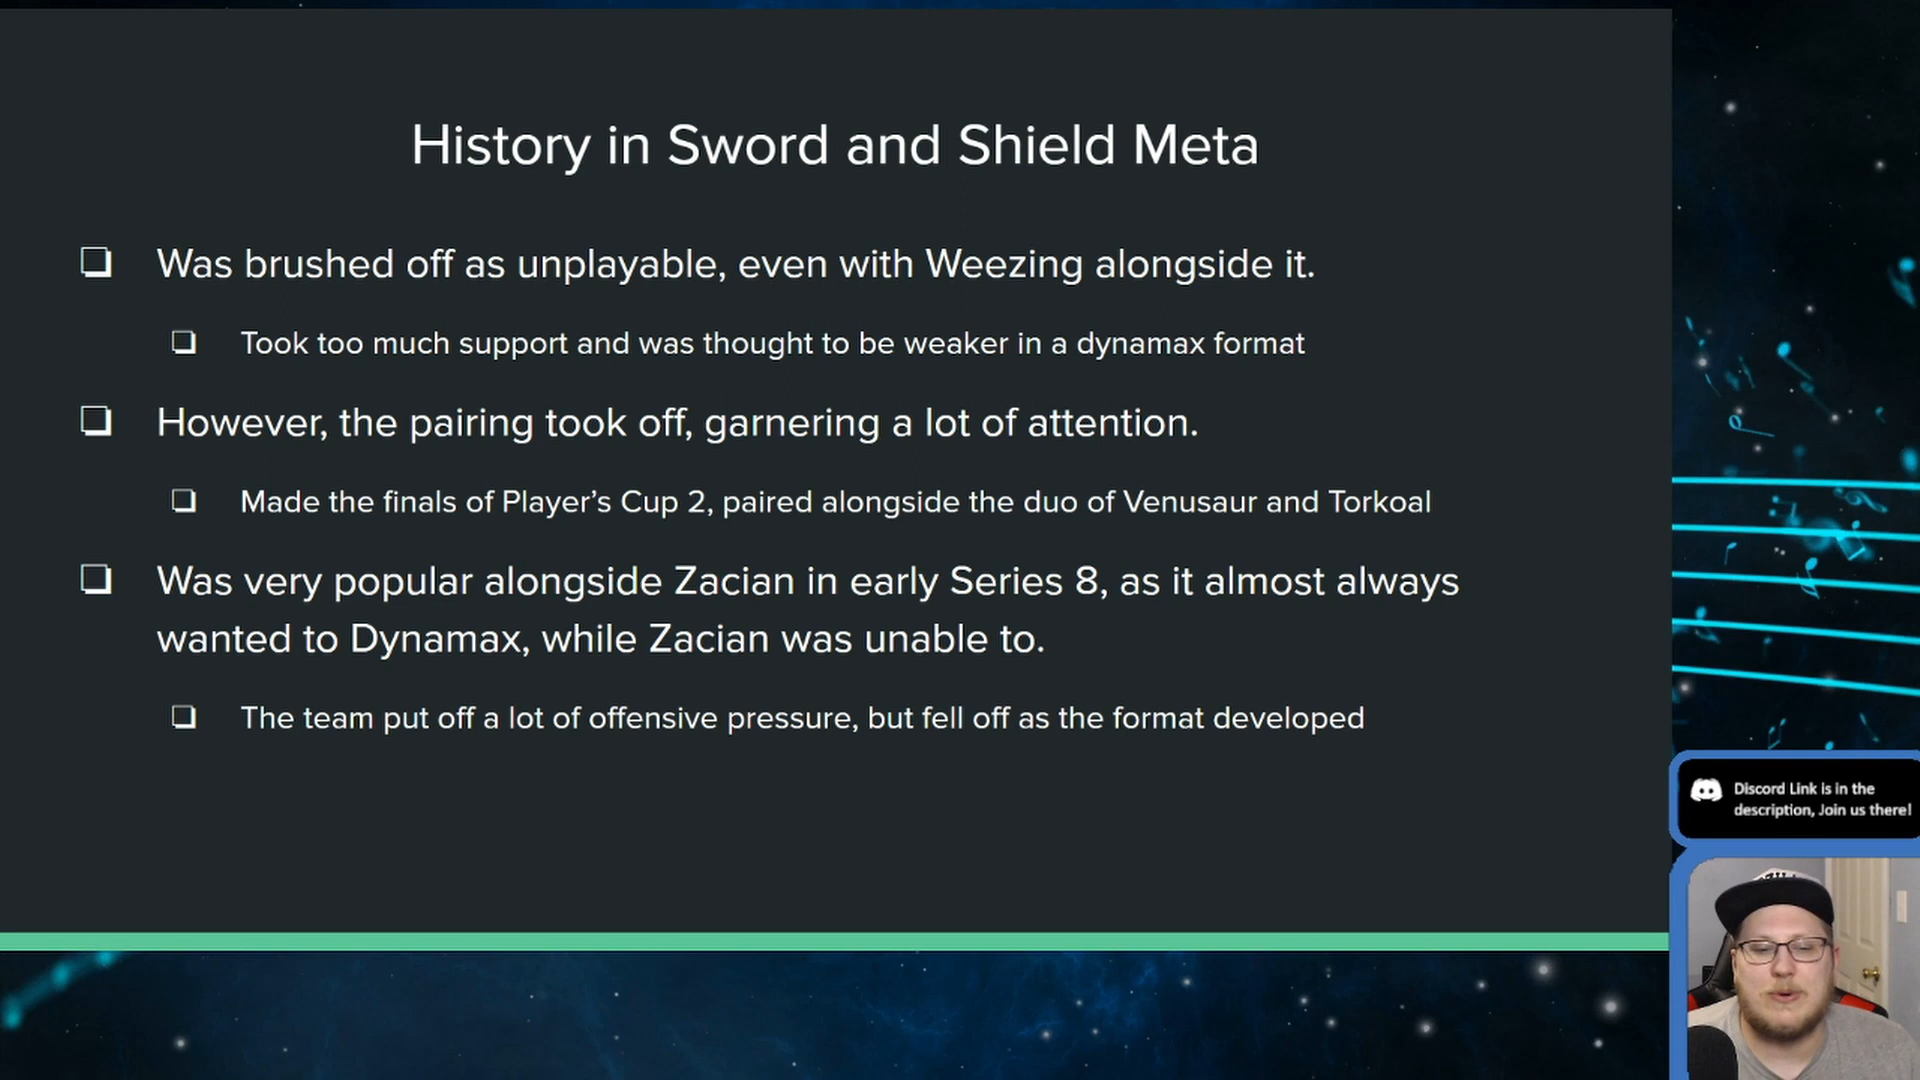 History in Sword and Shield Meta
Was brushed off as unplayable, even with Weezing alongside it.
Took too much support and was thought to be weaker in a dynamax format
However, the pairing took off, garnering a lot of attention.
Made the finals of Player’s Cup 2, paired alongside the duo of Venusaur and Torkoal
Was very popular alongside Zacian in early Series 8, as it almost always
wanted to Dynamax, while Zacian was unable to.
The team put off a lot of offensive pressure, but fell off as the format developed
Discord Link is in the
description, Join us there!